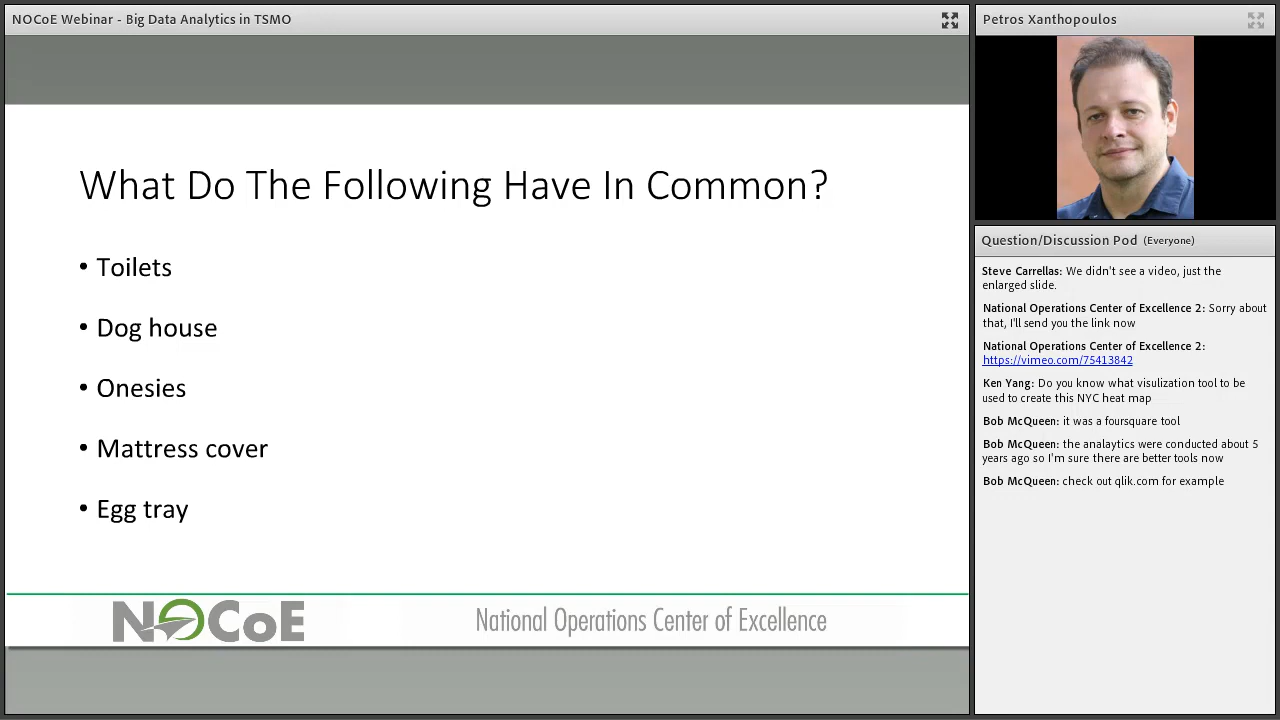 NOCoE Webinar - Big Data Analytics in TSMO
What Do The Following Have In Common?
• Toilets
• Dog house
• Onesies
• Mattress cover
• Egg tray
NOCoE
National Operations Center of Excellence
Petros Xanthopoulos
Question/Discussion Pod (Everyone)
Steve Carrellas: We didn't see a video, just the
enlarged slide.
National Operations Center of Excellence 2: Sorry about
that, I'll send you the link now
National Operations Center of Excellence 2:
https://vimeo.com/75413842
Ken Yang: Do you know what visulization tool to be
used to create this NYC heat map
Bob McQueen: it was a foursquare tool
Bob McQueen: the analaytics were conducted about 5
years ago so I'm sure there are better tools now
Bob McQueen: check out qlik.com for example